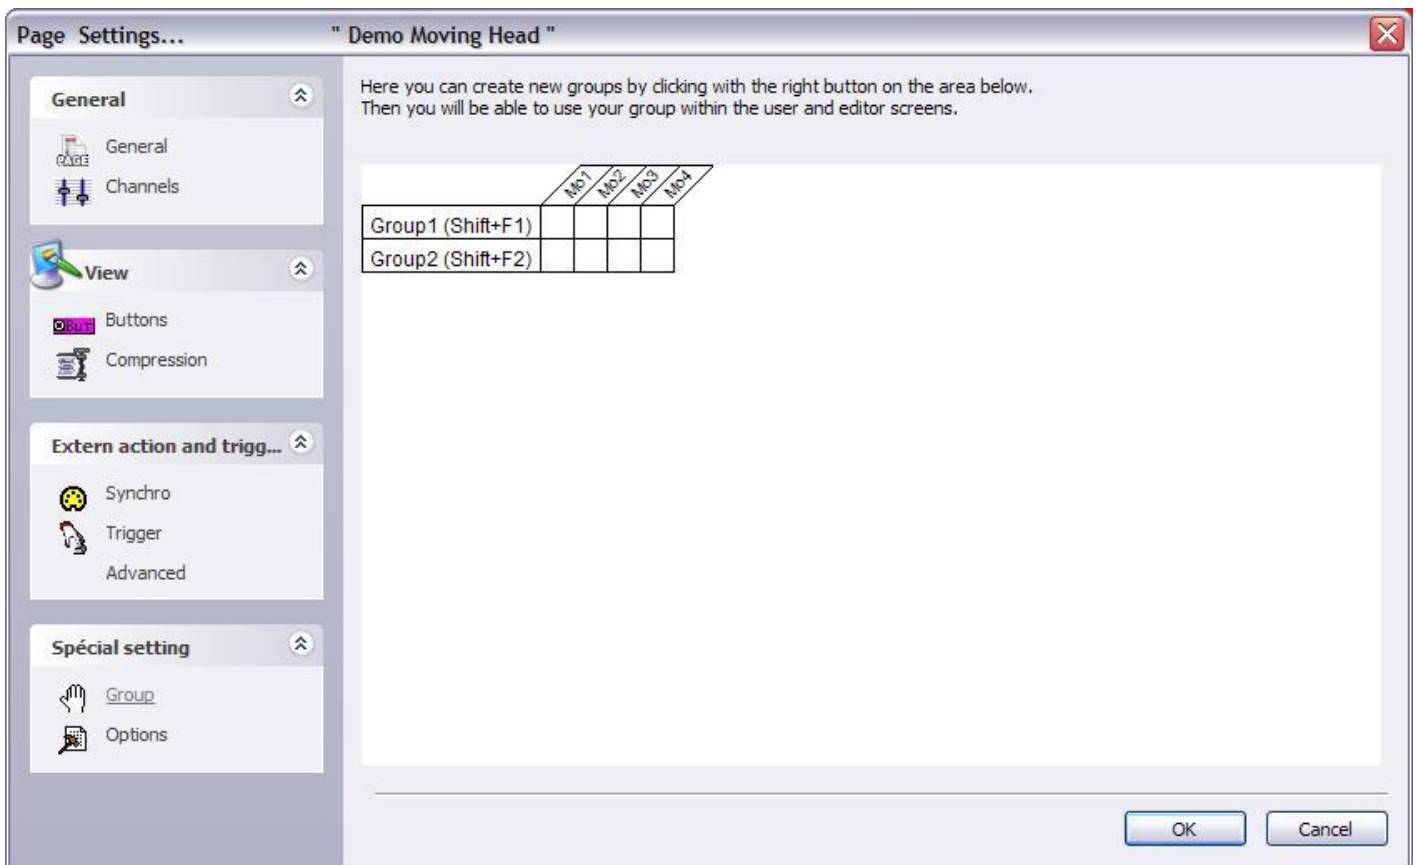 Page Settings... " Demo Moving Head "
General
General
PAGE
Channels
View
Buttons
BUT
Compression
Extern action and trigg...
Synchro
Trigger
Advanced
Spécial setting
Group
Options
Here you can create new groups by clicking with the right button on the area below.
Then you will be able to use your group within the user and editor screens.
Mo1 Mo2 Mo3 Mo4
Group1 (Shift+F1)
Group2 (Shift+F2)
OK Cancel